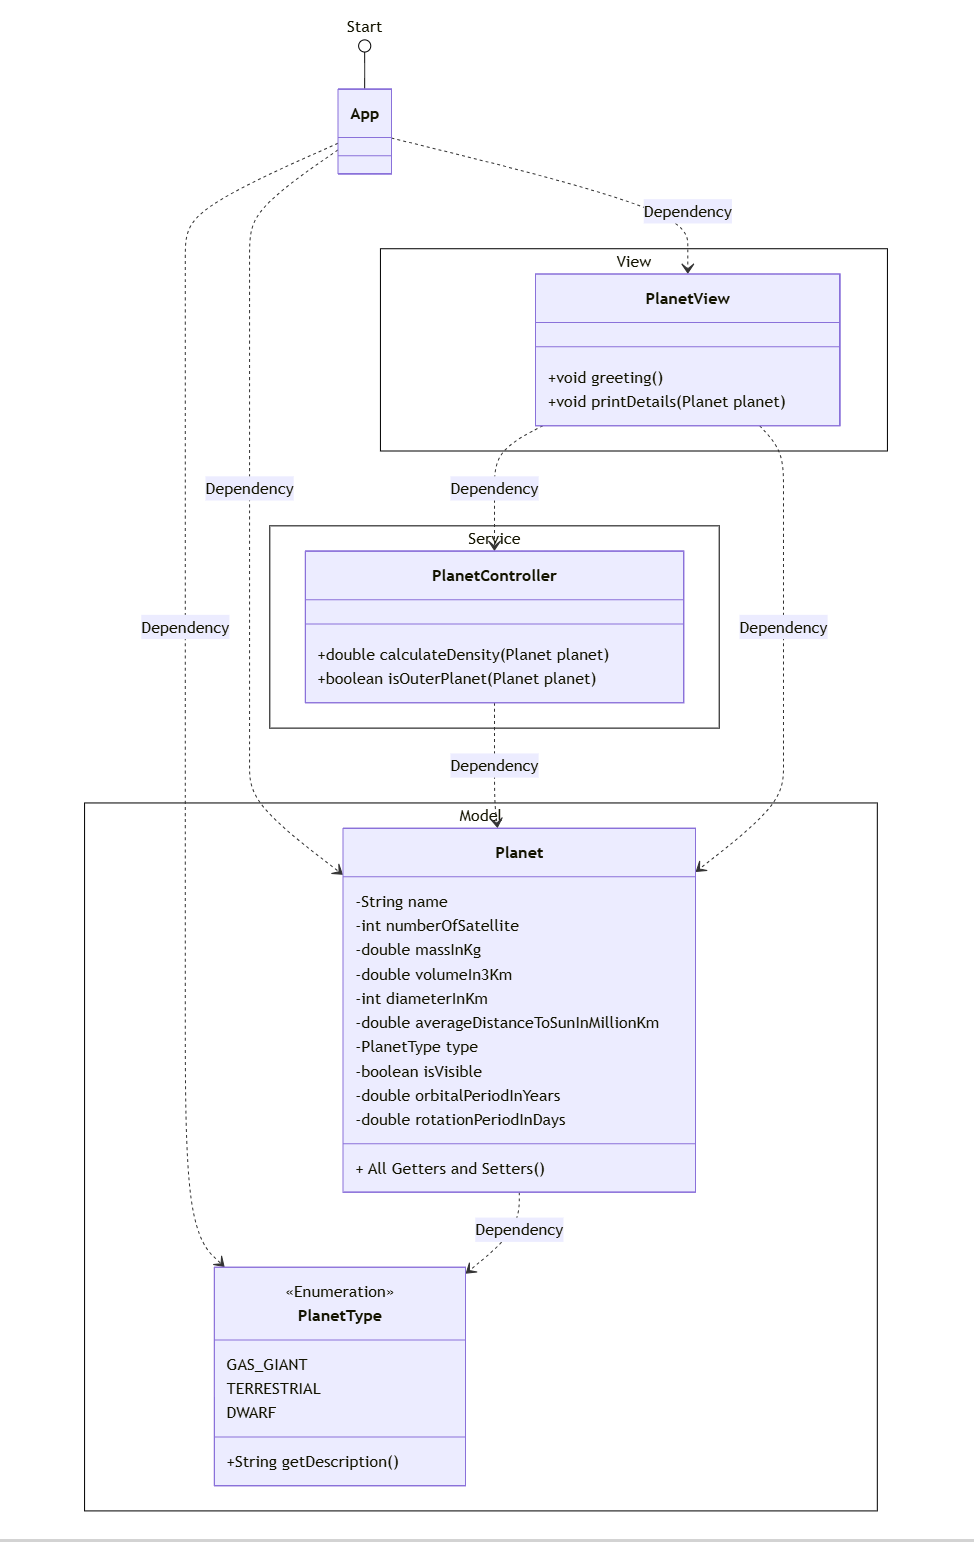 Start
App
Dependency
View
PlanetView
+void greeting()
+void printDetails(Planet planet)
Dependency
Dependency
Service
PlanetController
+double calculateDensity(Planet planet)
+boolean isOuterPlanet(Planet planet)
Dependency
Dependency
Dependency
Model
Planet
-String name
-int numberOfSatellite
-double massInKg
-double volumeIn3Km
-int diameterInKm
-double averageDistanceToSunInMillionKm
-PlanetType type
-boolean isVisible
-double orbitalPeriodInYears
-double rotationPeriodInDays
+ All Getters and Setters()
Dependency
«Enumeration»
PlanetType
GAS_GIANT
TERRESTRIAL
DWARF
+String getDescription()